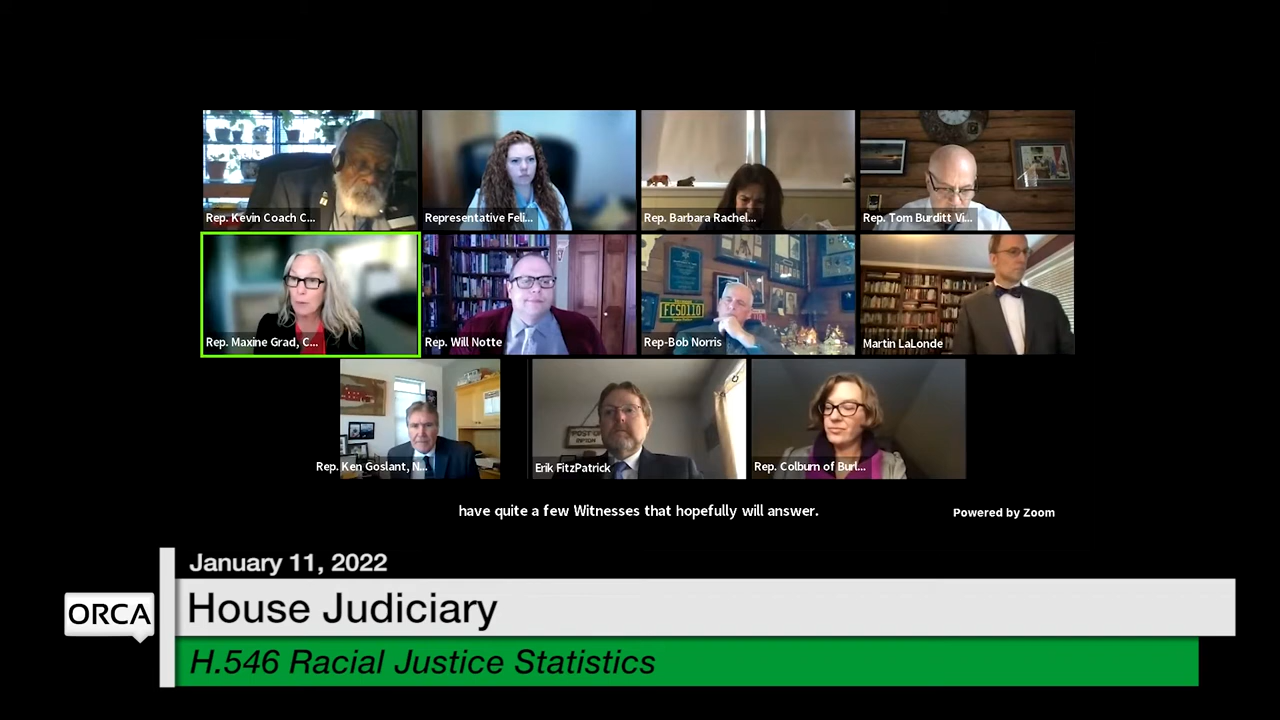 Rep. Kevin Coach C...
Representative Feli...
Rep. Barbara Rachel...
Rep. Tom Burditt Vi...
Rep. Maxine Grad, C...
Rep. Will Notte
FCSD110
Rep-Bob Norris
Martin LaLonde
Rep. Ken Goslant, N...
Erik FitzPatrick
Rep. Colburn of Burl...
have quite a few Witnesses that hopefully will answer.
Powered by Zoom
January 11, 2022
ORCA
House Judiciary
H.546 Racial Justice Statistics